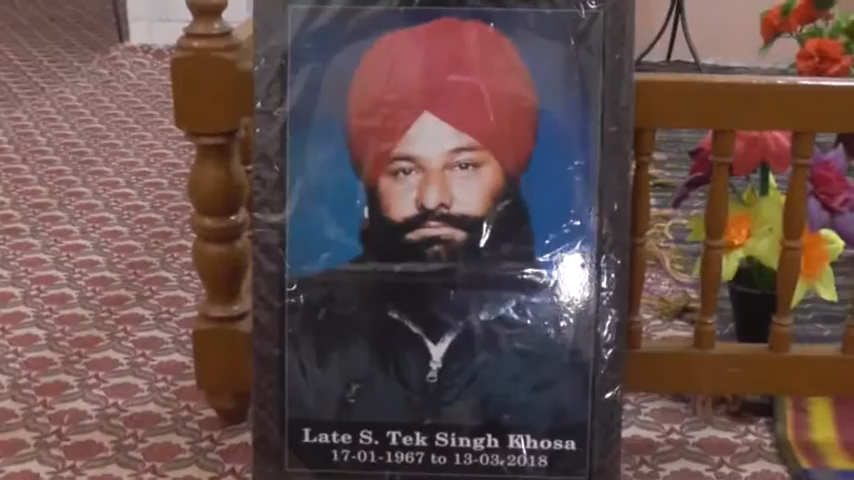 Late S. Tek Singh Khosa
17-01-1967 to 13-03-2018